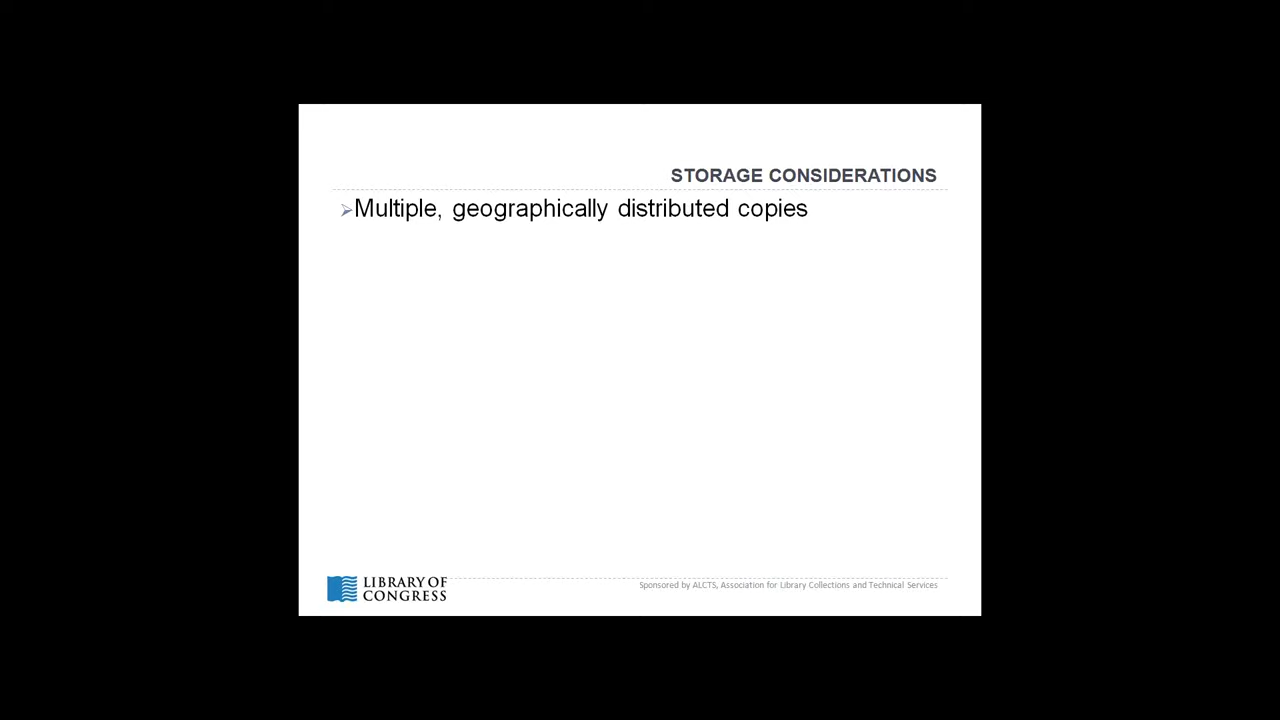 STORAGE CONSIDERATIONS
Multiple, geographically distributed copies
LIBRARY OF
CONGRESS
Sponsored by ALCTS, Association for Library Collections and Technical Services